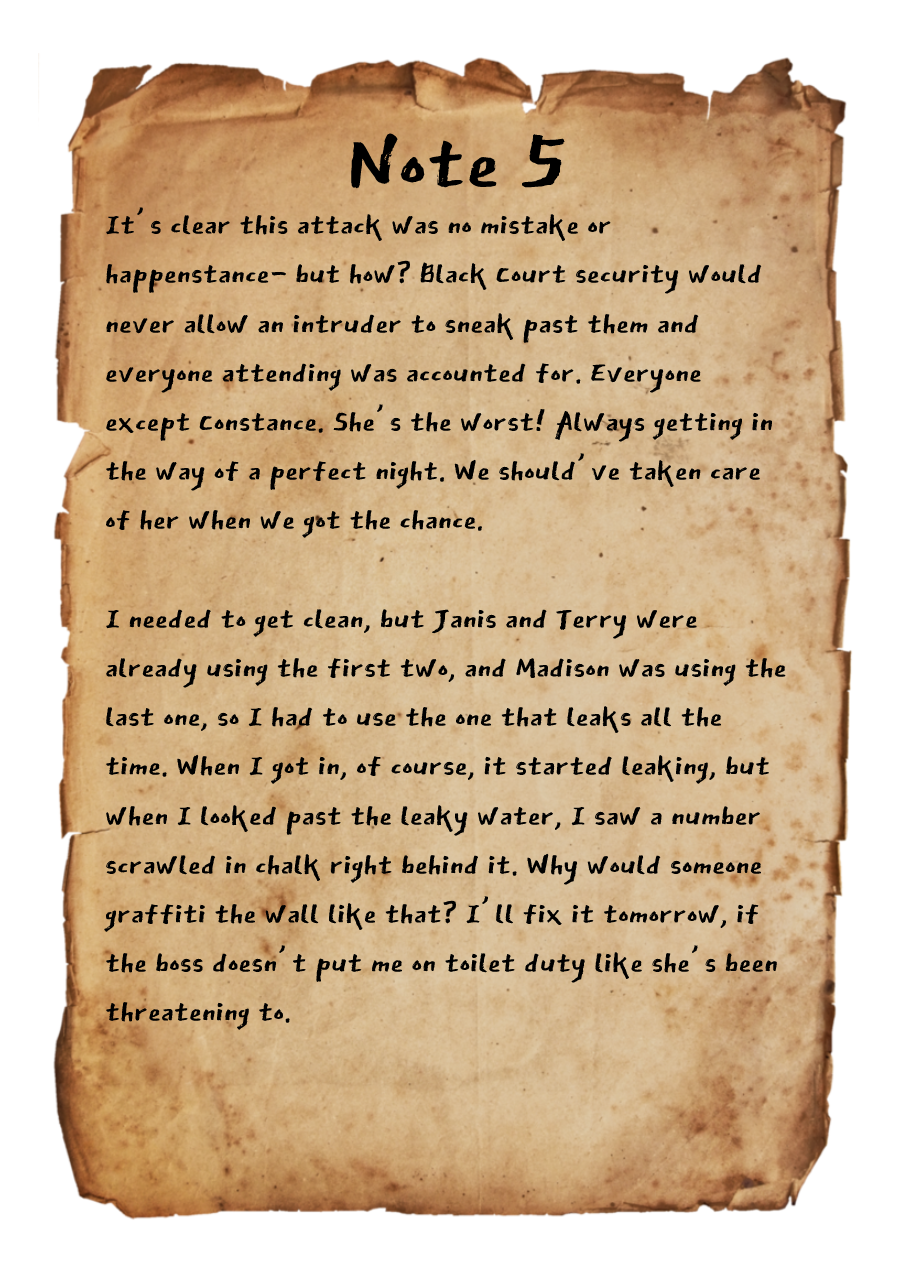 Note 5
It's clear this attack was no mistake or
happenstance- but how? Black Court security would
never allow an intruder to sneak past them and
everyone attending was accounted for. Everyone
except Constance. She's the worst! Always getting in
the way of a perfect night. We should've taken care
of her when we got the chance.
I needed to get clean, but Janis and Terry were
already using the first two, and Madison was using the
last one, so I had to use the one that leaks all the
time. When I got in, of course, it started leaking, but
when I looked past the leaky water, I saw a number
scrawled in chalk right behind it. Why would someone
graffiti the wall like that? I'll fix it tomorrow, if
the boss doesn't put me on toilet duty like she's been
threatening to.